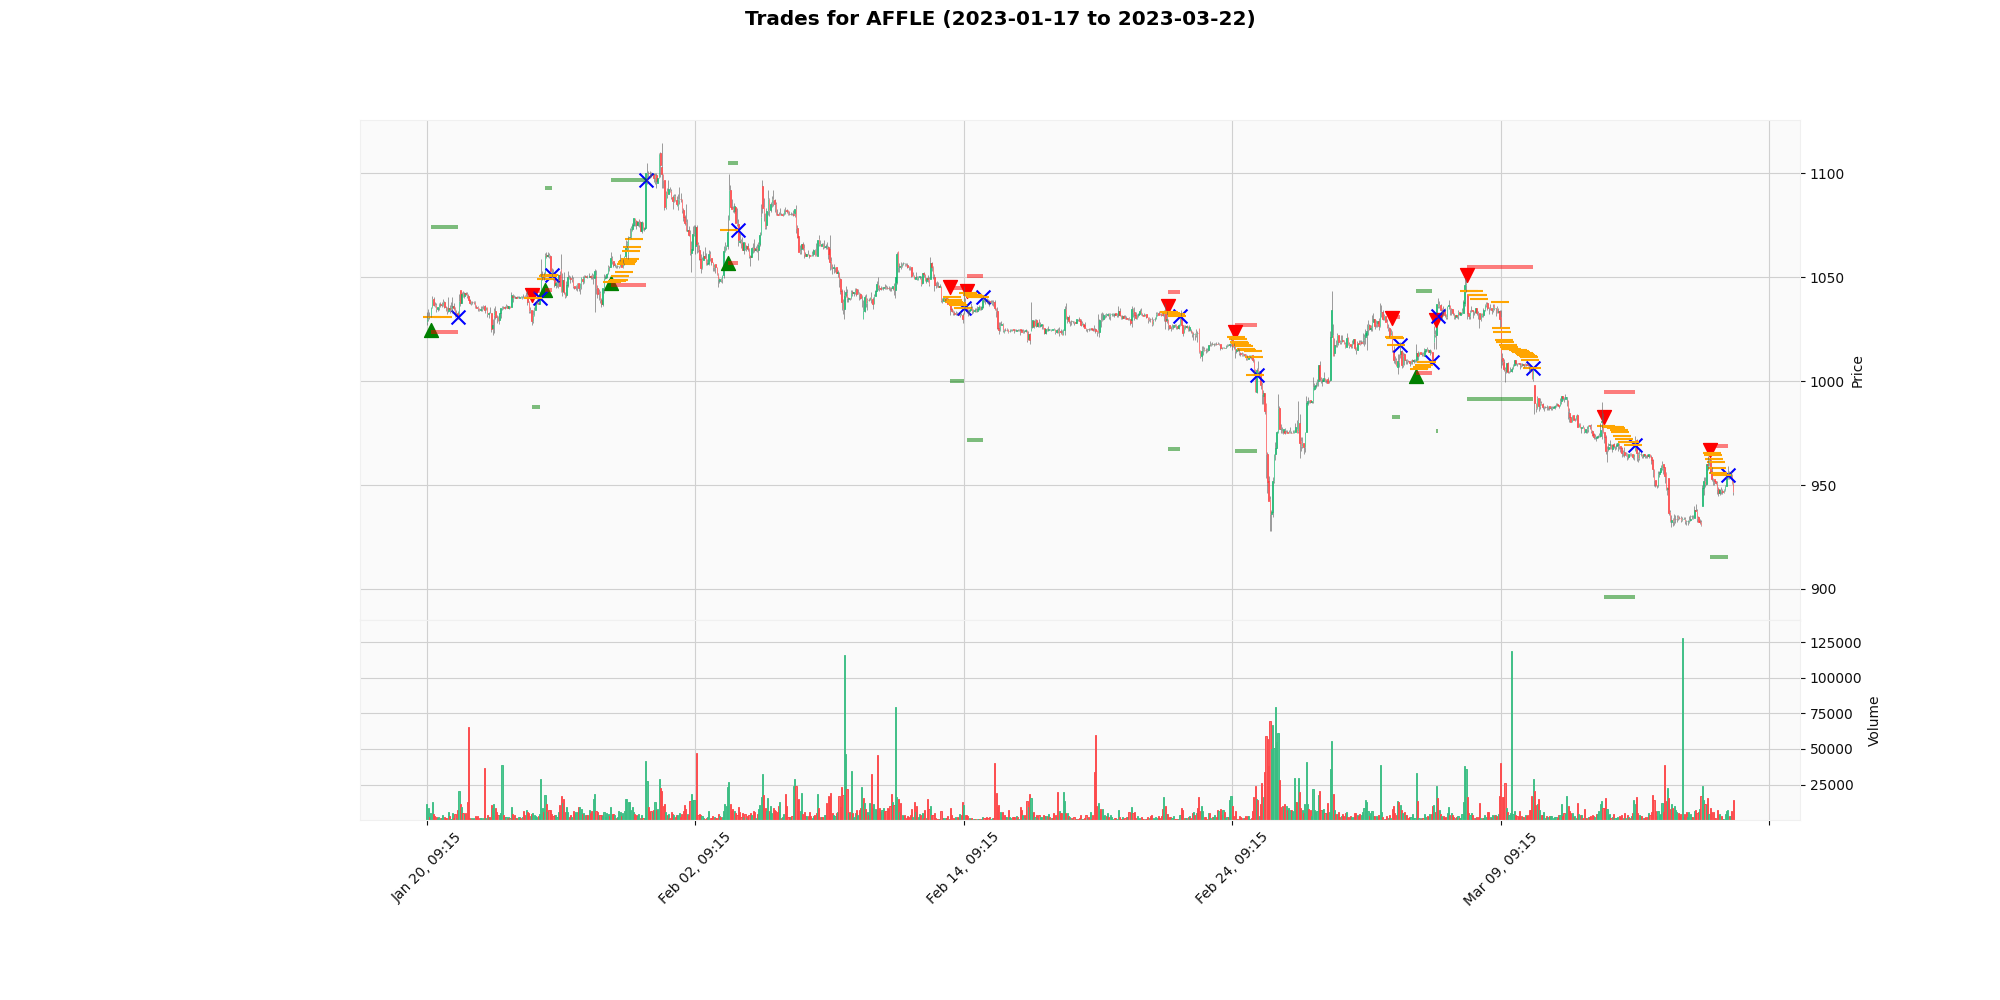 Trades for AFFLE (2023-01-17 to 2023-03-22)
1100
1050
1000
950
900
Price
125000
100000
75000
50000
25000
Volume
Jan 20, 09:15
Feb 02, 09:15
Feb 14, 09:15
Feb 24, 09:15
Mar 09, 09:15